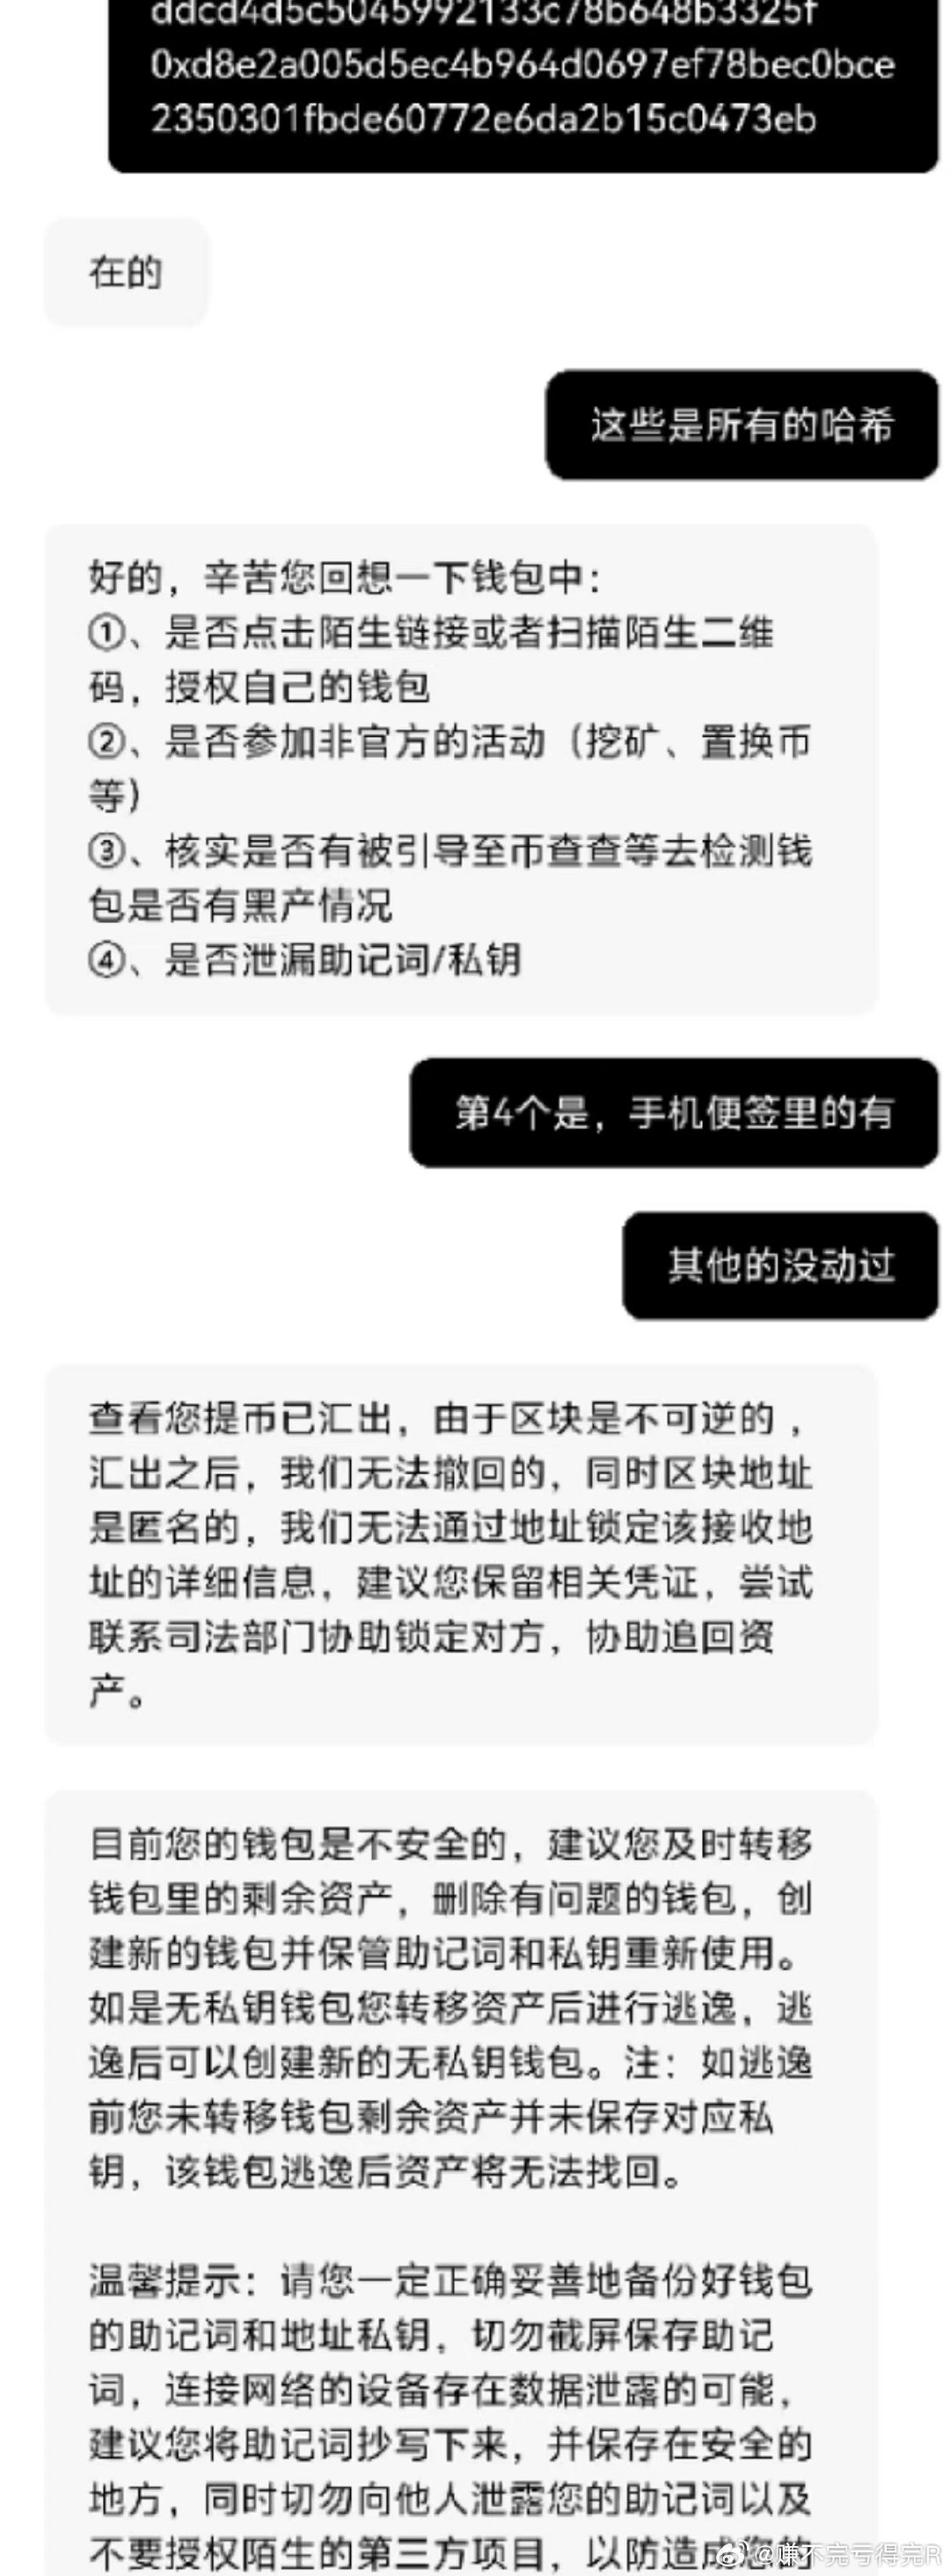 ddcd4d5c5045992133c78b648b3325f
0xd8e2a005d5ec4b964d0697ef78bec0bce
2350301fbde60772e6da2b15c0473eb
在的
这些是所有的哈希
好的，辛苦您回想一下钱包中：
①、是否点击陌生链接或者扫描陌生二维
码，授权自己的钱包
②、是否参加非官方的活动（挖矿、置换币
等）
③、核实是否有被引导至币查查等去检测钱
包是否有黑产情况
④、是否泄漏助记词/私钥
第4个是，手机便签里的有
其他的没动过
查看您提币已汇出，由于区块是不可逆的，
汇出之后，我们无法撤回的，同时区块地址
是匿名的，我们无法通过地址锁定该接收地
址的详细信息，建议您保留相关凭证，尝试
联系司法部门协助锁定对方，协助追回资
产。
目前您的钱包是不安全的，建议您及时转移
钱包里的剩余资产，删除有问题的钱包，创
建新的钱包并保管助记词和私钥重新使用。
如是无私钥钱包您转移资产后进行逃逸，逃
逸后可以创建新的无私钥钱包。注：如逃逸
前您未转移钱包剩余资产并未保存对应私
钥，该钱包逃逸后资产将无法找回。
温馨提示：请您一定正确妥善地备份好钱包
的助记词和地址私钥，切勿截屏保存助记
词，连接网络的设备存在数据泄露的可能，
建议您将助记词抄写下来，并保存在安全的
地方，同时切勿向他人泄露您的助记词以及
不要授权陌生的第三方项目，以防造成您的
@赚不完亏得完R